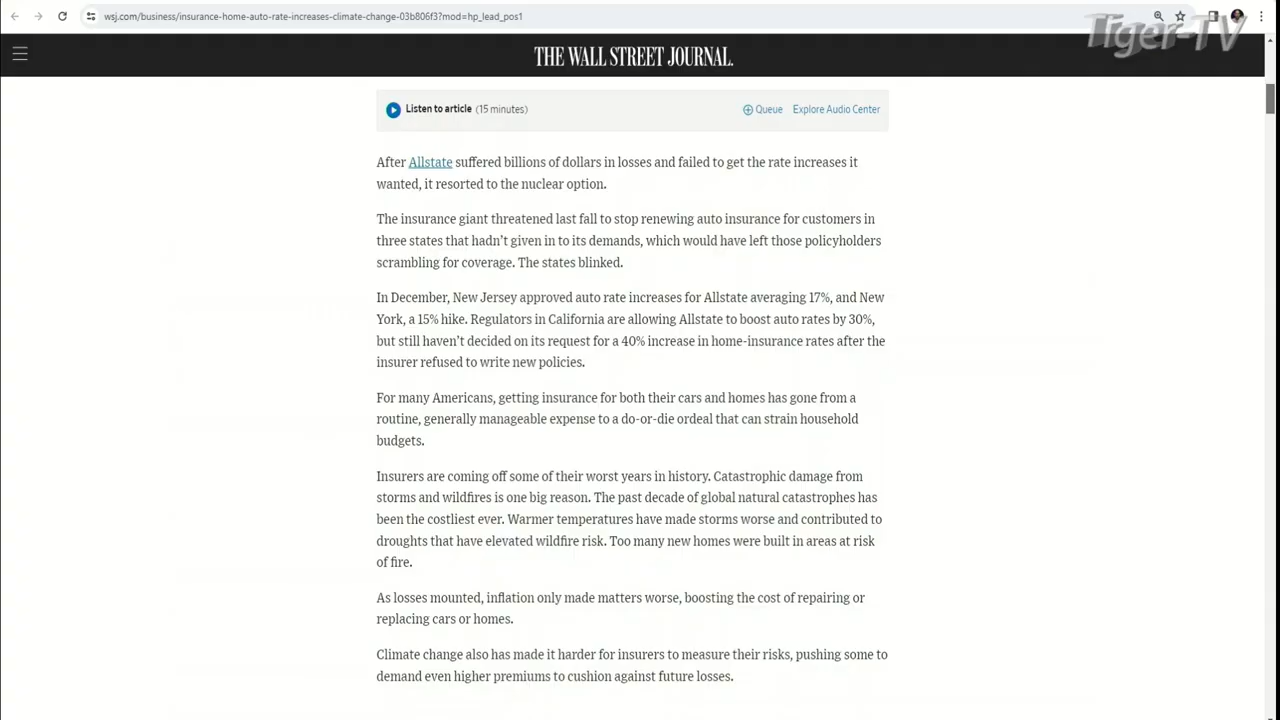 wsj.com/business/insurance-home-auto-rate-increases-climate-change-03b806f3?mod=hp_lead_pos1
Tiger-TV
THE WALL STREET JOURNAL.
Listen to article (15 minutes) Queue Explore Audio Center
After Allstate suffered billions of dollars in losses and failed to get the rate increases it
wanted, it resorted to the nuclear option.
The insurance giant threatened last fall to stop renewing auto insurance for customers in
three states that hadn’t given in to its demands, which would have left those policyholders
scrambling for coverage. The states blinked.
In December, New Jersey approved auto rate increases for Allstate averaging 17%, and New
York, a 15% hike. Regulators in California are allowing Allstate to boost auto rates by 30%,
but still haven’t decided on its request for a 40% increase in home-insurance rates after the
insurer refused to write new policies.
For many Americans, getting insurance for both their cars and homes has gone from a
routine, generally manageable expense to a do-or-die ordeal that can strain household
budgets.
Insurers are coming off some of their worst years in history. Catastrophic damage from
storms and wildfires is one big reason. The past decade of global natural catastrophes has
been the costliest ever. Warmer temperatures have made storms worse and contributed to
droughts that have elevated wildfire risk. Too many new homes were built in areas at risk
of fire.
As losses mounted, inflation only made matters worse, boosting the cost of repairing or
replacing cars or homes.
Climate change also has made it harder for insurers to measure their risks, pushing some to
demand even higher premiums to cushion against future losses.